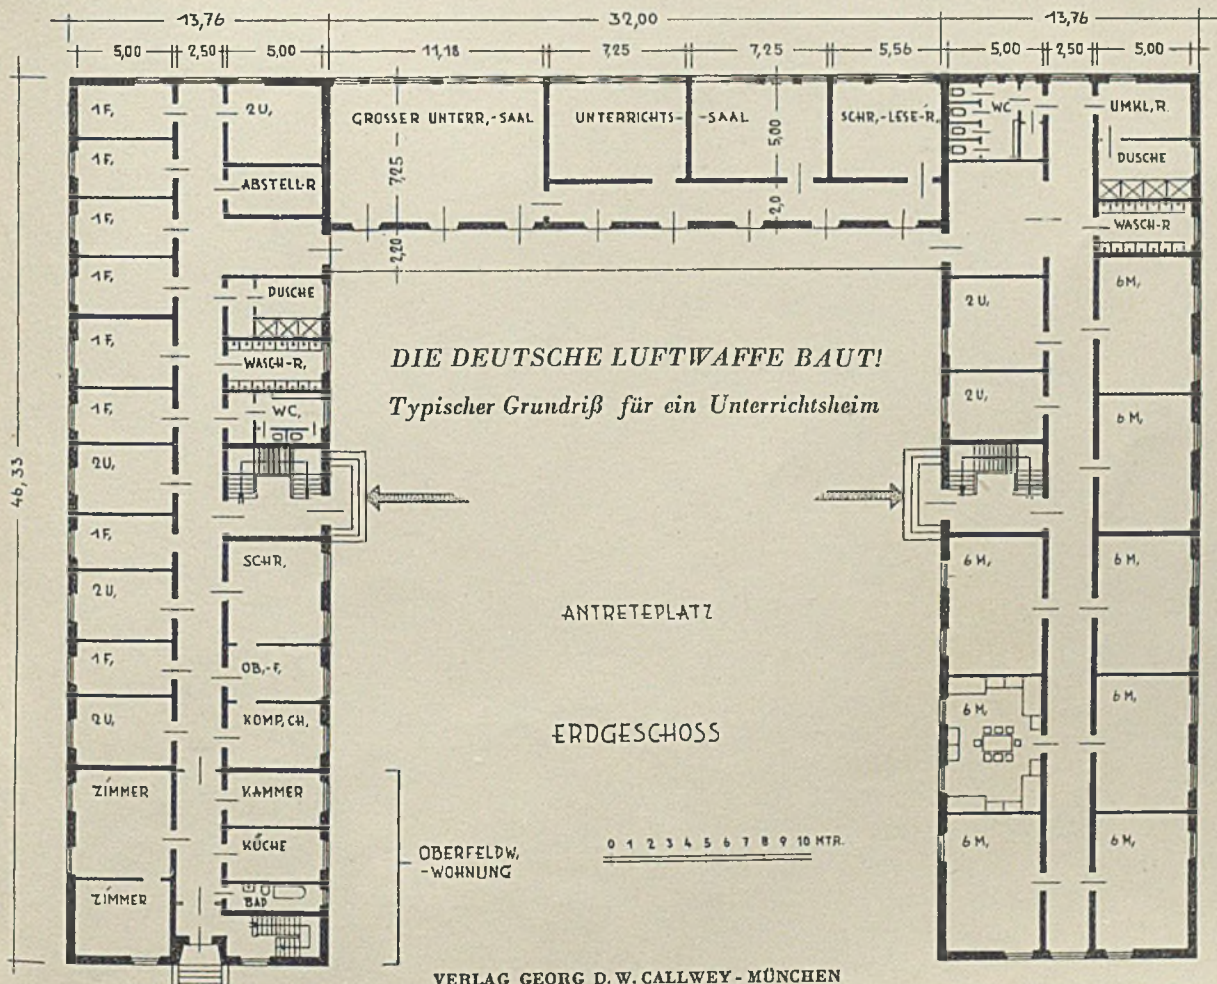 13,76 32,00 13,76
5,00 2,50 5,00 11,18 7,25 7,25 5,56 5,00 2,50 5,00
46,33
1F,
1F,
1F,
1F,
1F,
1F,
2U,
1F,
2U,
1F,
2U,
ZIMMER
ZIMMER
2U,
ABSTELL-R
DUSCHE
WASCH-R,
WC,
SCHR,
OB,-F,
KOMP,CH,
KAMMER
KÜCHE
BAD
OBERFELDW,
-WOHNUNG
GROSSER UNTERR,-SAAL
UNTERRICHTS- -SAAL
SCHR,-LESE-R,
7,25
2,20
5,00
2,0
DIE DEUTSCHE LUFTWAFFE BAUT!
Typischer Grundriß für ein Unterrichtsheim
ANTRETEPLATZ
ERDGESCHOSS
0 1 2 3 4 5 6 7 8 9 10 MTR.
WC
2U,
2U,
6M,
6M,
6M,
UMKL,R.
DUSCHE
WASCH-R
6M,
6M,
6M,
6M,
6M,
VERLAG GEORG D. W. CALLWEY - MÜNCHEN